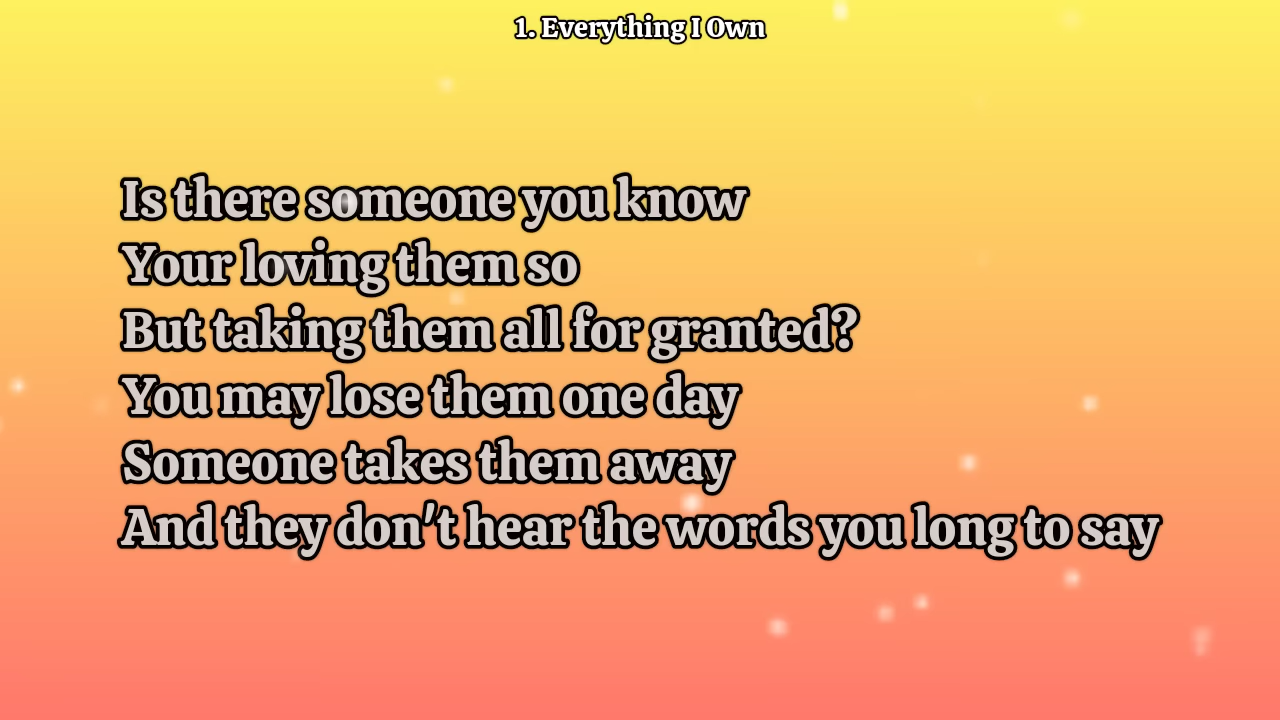 1. Everything I Own
Is there someone you know
Your loving them so
But taking them all for granted?
You may lose them one day
Someone takes them away
And they don't hear the words you long to say